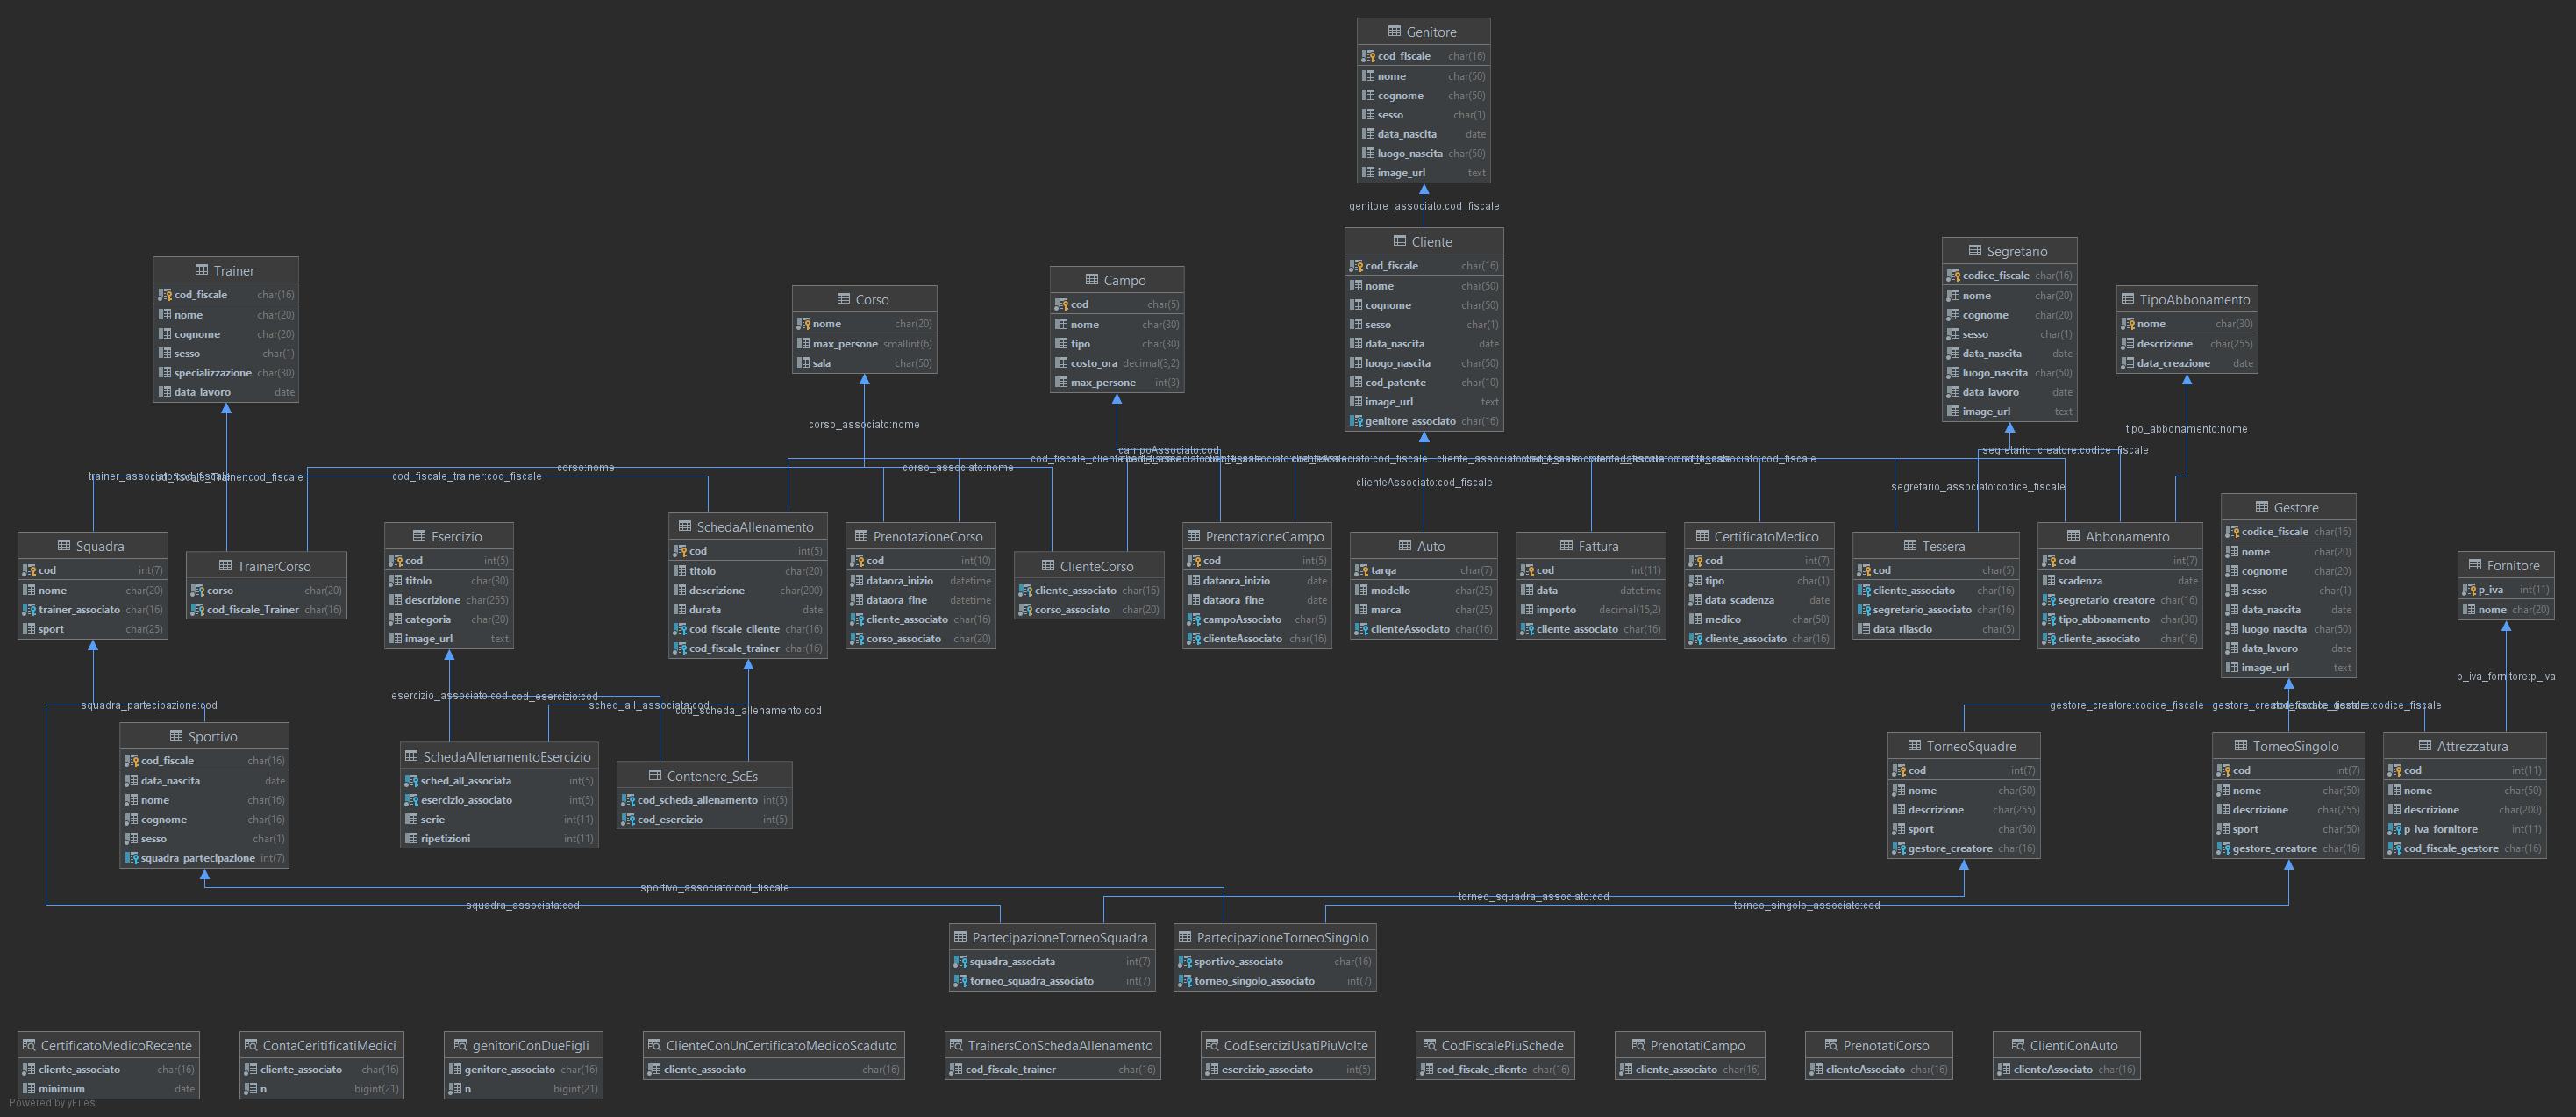 Genitore
cod_fiscale char(16)
nome char(50)
cognome char(50)
sesso char(1)
data_nascita date
luogo_nascita char(50)
image_url text
genitore_associato:cod_fiscale
Cliente
cod_fiscale char(16)
nome char(50)
cognome char(50)
sesso char(1)
data_nascita date
luogo_nascita char(50)
cod_patente char(10)
image_url text
genitore_associato char(16)
Segretario
codice_fiscale char(16)
nome char(20)
cognome char(20)
sesso char(1)
data_nascita date
luogo_nascita char(50)
data_lavoro date
image_url text
Trainer
cod_fiscale char(16)
nome char(20)
cognome char(20)
sesso char(1)
specializzazione char(30)
data_lavoro date
Campo
cod char(5)
nome char(30)
tipo char(30)
costo_ora decimal(3,2)
max_persone int(3)
Corso
nome char(20)
max_persone smallint(6)
sala char(50)
TipoAbbonamento
nome char(30)
descrizione char(255)
data_creazione date
corso_associato:nome
tipo_abbonamento:nome
campoAssociato:cod
segretario_creatore:codice_fiscale
corso:nome
corso_associato:nome
cod_fiscale_trainer:cod_fiscale
clienteAssociato:cod_fiscale
segretario_associato:codice_fiscale
Squadra
cod int(7)
nome char(20)
trainer_associato char(16)
sport char(25)
TrainerCorso
corso char(20)
cod_fiscale_Trainer char(16)
Esercizio
cod int(5)
titolo char(30)
descrizione char(255)
categoria char(20)
image_url text
SchedaAllenamento
cod int(5)
titolo char(20)
descrizione char(200)
durata date
cod_fiscale_cliente char(16)
cod_fiscale_trainer char(16)
PrenotazioneCorso
cod int(10)
dataora_inizio datetime
dataora_fine datetime
cliente_associato char(16)
corso_associato char(20)
ClienteCorso
cliente_associato char(16)
corso_associato char(20)
PrenotazioneCampo
cod int(5)
dataora_inizio date
dataora_fine date
campoAssociato char(5)
clienteAssociato char(16)
Auto
targa char(7)
modello char(25)
marca char(25)
clienteAssociato char(16)
Fattura
cod int(11)
data datetime
importo decimal(15,2)
cliente_associato char(16)
CertificatoMedico
cod int(7)
tipo char(1)
data_scadenza date
medico char(50)
cliente_associato char(16)
Tessera
cod char(5)
cliente_associato char(16)
segretario_associato char(16)
data_rilascio char(5)
Abbonamento
cod int(7)
scadenza date
segretario_creatore char(16)
tipo_abbonamento char(30)
cliente_associato char(16)
Gestore
codice_fiscale char(16)
nome char(20)
cognome char(20)
sesso char(1)
data_nascita date
luogo_nascita char(50)
data_lavoro date
image_url text
Fornitore
p_iva int(11)
nome char(20)
p_iva_fornitore:p_iva
esercizio_associato:cod
cod_esercizio:cod
squadra_partecipazione:cod
sched_all_associata:cod
cod_scheda_allenamento:cod
gestore_creatore:codice_fiscale
Sportivo
cod_fiscale char(16)
data_nascita date
nome char(16)
cognome char(16)
sesso char(1)
squadra_partecipazione int(7)
SchedaAllenamentoEsercizio
sched_all_associata int(5)
esercizio_associato int(5)
serie int(11)
ripetizioni int(11)
Contenere_ScEs
cod_scheda_allenamento int(5)
cod_esercizio int(5)
TorneoSquadre
cod int(7)
nome char(50)
descrizione char(255)
sport char(50)
gestore_creatore char(16)
TorneoSingolo
cod int(7)
nome char(50)
descrizione char(255)
sport char(50)
gestore_creatore char(16)
Attrezzatura
cod int(11)
nome char(50)
descrizione char(200)
p_iva_fornitore int(11)
cod_fiscale_gestore char(16)
sportivo_associato:cod_fiscale
torneo_squadra_associato:cod
squadra_associata:cod
torneo_singolo_associato:cod
PartecipazioneTorneoSquadra
squadra_associata int(7)
torneo_squadra_associato int(7)
PartecipazioneTorneoSingolo
sportivo_associato char(16)
torneo_singolo_associato int(7)
CertificatoMedicoRecente
cliente_associato char(16)
minimum date
ContaCeritificatiMedici
cliente_associato char(16)
n bigint(21)
genitoriConDueFigli
genitore_associato char(16)
n bigint(21)
ClienteConUnCertificatoMedicoScaduto
cliente_associato char(16)
TrainersConSchedaAllenamento
cod_fiscale_trainer char(16)
CodEserciziUsatiPiuVolte
esercizio_associato int(5)
CodFiscalePiuSchede
cod_fiscale_cliente char(16)
PrenotatiCampo
cliente_associato char(16)
PrenotatiCorso
clienteAssociato char(16)
ClientiConAuto
clienteAssociato char(16)
Powered by yFiles